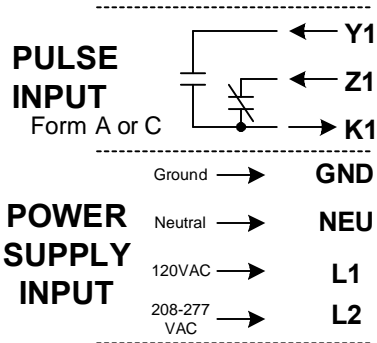 PULSE
INPUT
Form A or C
Y1
Z1
K1
POWER
SUPPLY
INPUT
Ground
GND
Neutral
NEU
120VAC
L1
208-277
VAC
L2